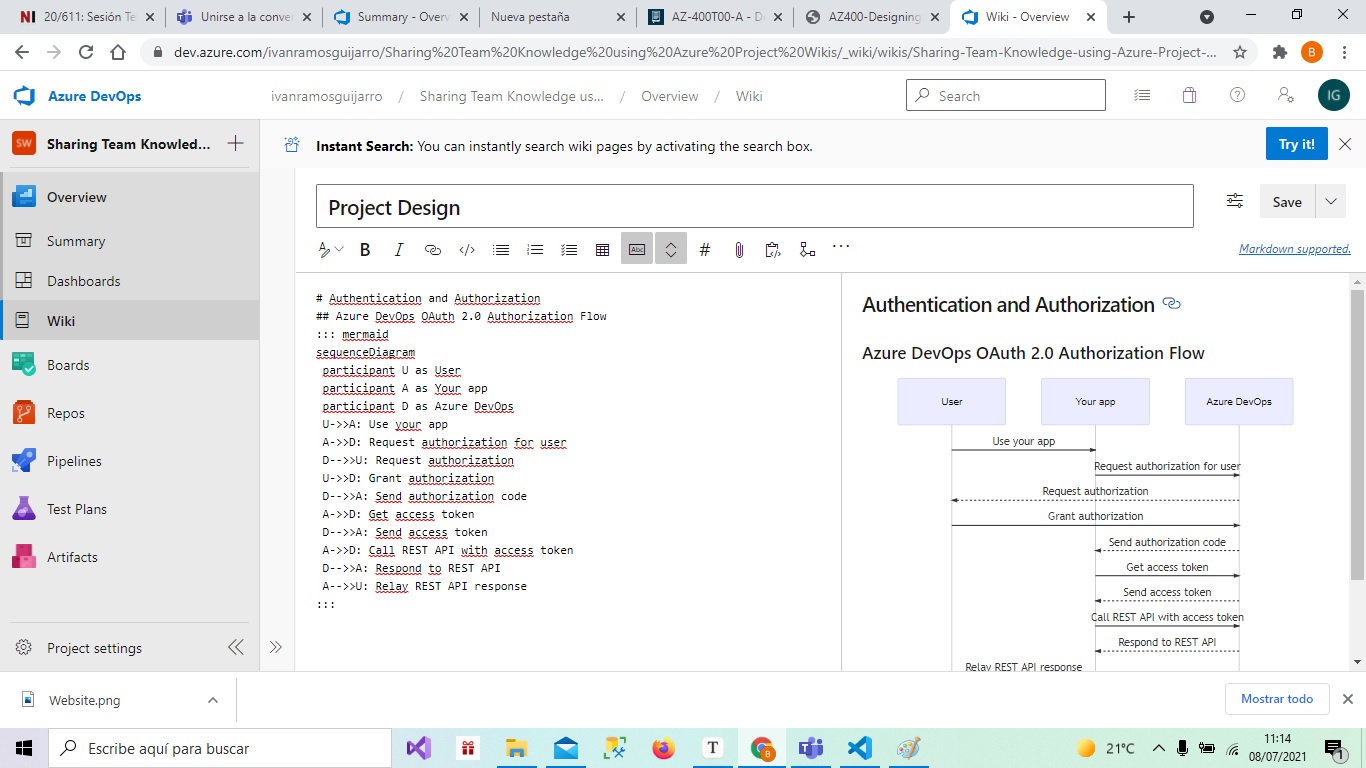 20/611: Sesión Te
Unirse a la conver
Summary - Overv
Nueva pestaña
AZ-400T00-A - D
AZ400-Designing
Wiki - Overview
dev.azure.com/ivanramosguijarro/Sharing%20Team%20Knowledge%20using%20Azure%20Project%20Wikis/_wiki/wikis/Sharing-Team-Knowledge-using-Azure-Project-...
B
Azure DevOps
ivanramosguijarro / Sharing Team Knowledge us... / Overview / Wiki
Search
IG
SW Sharing Team Knowled...
Instant Search: You can instantly search wiki pages by activating the search box.
Try it!
Overview
Summary
Dashboards
Wiki
Boards
Repos
Pipelines
Test Plans
Artifacts
Project settings
Project Design
Save
B I </> Abc # ...
Markdown supported.
# Authentication and Authorization
## Azure DevOps OAuth 2.0 Authorization Flow
::: mermaid
sequenceDiagram
participant U as User
participant A as Your app
participant D as Azure DevOps
U->>A: Use your app
A->>D: Request authorization for user
D-->>U: Request authorization
U->>D: Grant authorization
D-->>A: Send authorization code
A->>D: Get access token
D-->>A: Send access token
A->>D: Call REST API with access token
D-->>A: Respond to REST API
A-->>U: Relay REST API response
:::
Authentication and Authorization
Azure DevOps OAuth 2.0 Authorization Flow
User
Your app
Azure DevOps
Use your app
Request authorization for user
Request authorization
Grant authorization
Send authorization code
Get access token
Send access token
Call REST API with access token
Respond to REST API
Relay REST API response
Website.png
Mostrar todo
Escribe aquí para buscar
T
B
21°C
11:14
08/07/2021
1